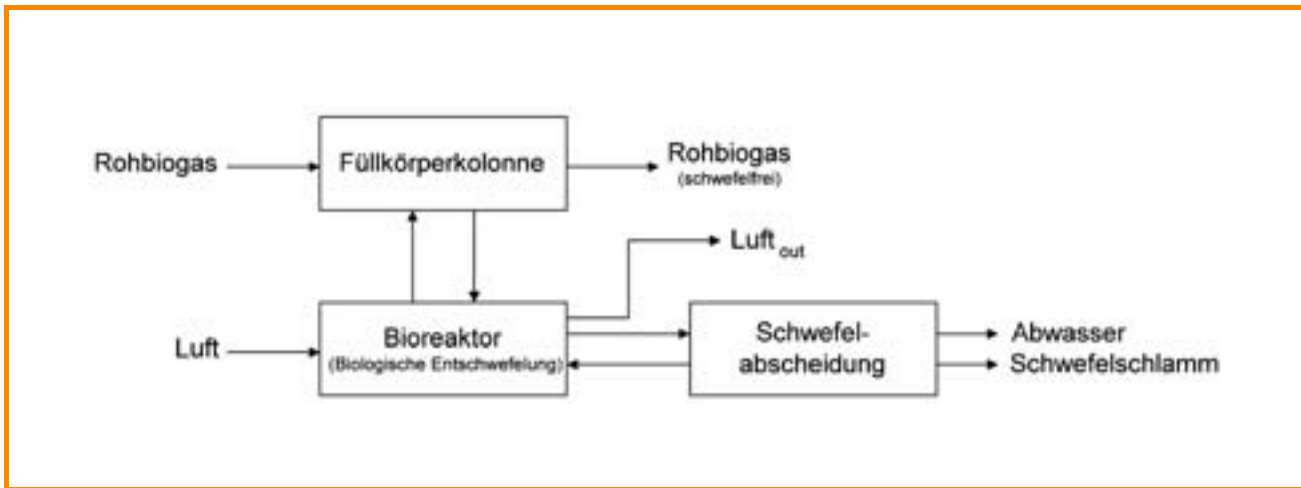 Rohbiogas
Füllkörperkolonne
Rohbiogas
(schwefelfrei)
Luft out
Luft
Bioreaktor
(Biologische Entschwefelung)
Schwefel-
abscheidung
Abwasser
Schwefelschlamm